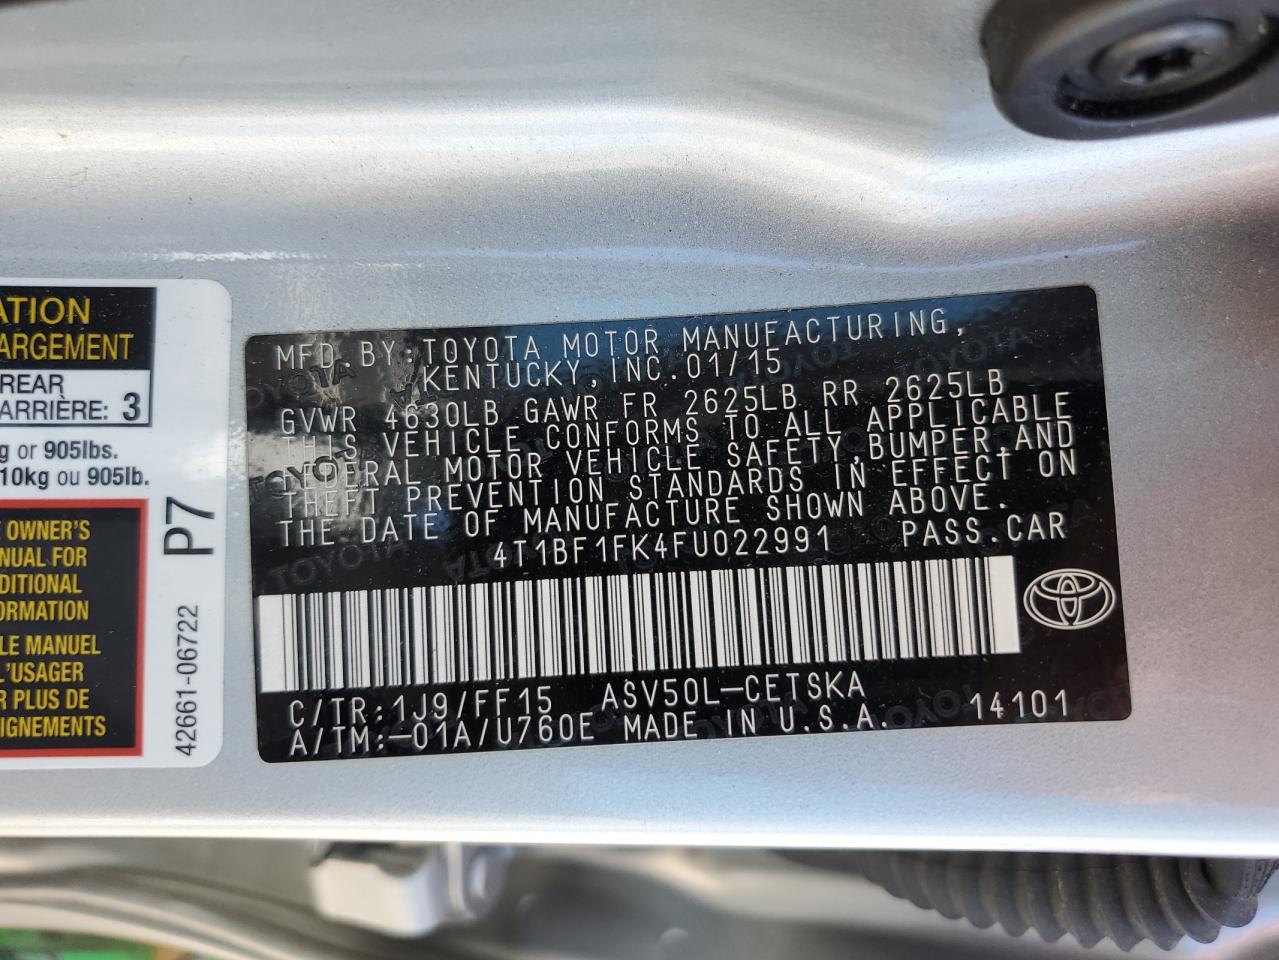 ATION
ARGEMENT
REAR
ARRIÈRE: 3
g or 905lbs.
10kg ou 905lb.
E OWNER'S
NUAL FOR
DITIONAL
FORMATION
LE MANUEL
L'USAGER
R PLUS DE
IGNEMENTS
P7
42661-06722
MFD BY:TOYOTA MOTOR MANUFACTURING,
KENTUCKY,INC.01/15
GVWR 4630LB GAWR FR 2625LB RR 2625LB
THIS VEHICLE CONFORMS TO ALL APPLICABLE
FEDERAL MOTOR VEHICLE SAFETY,BUMPER,AND
THEFT PREVENTION STANDARDS IN EFFECT ON
THE DATE OF MANUFACTURE SHOWN ABOVE.
4T1BF1FK4FU022991 PASS.CAR
C/TR:1J9/FF15 ASV50L-CETSKA
A/TM:-01A/U760E MADE IN U.S.A. 14101